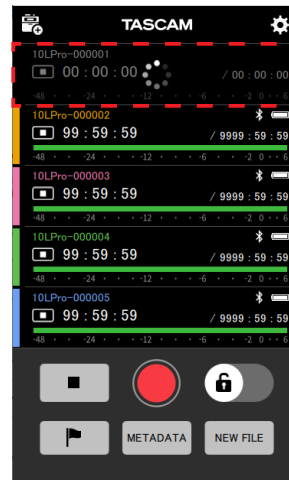 TASCAM
10LPro-000001
00 : 00 : 00 / 00 : 00 : 00
-48 -24 -12 -6 -2 0 6
10LPro-000002
99 : 59 : 59 / 9999 : 59 : 59
-48 -24 -12 -6 -2 0 6
10LPro-000003
99 : 59 : 59 / 9999 : 59 : 59
-48 -24 -12 -6 -2 0 6
10LPro-000004
99 : 59 : 59 / 9999 : 59 : 59
-48 -24 -12 -6 -2 0 6
10LPro-000005
99 : 59 : 59 / 9999 : 59 : 59
-48 -24 -12 -6 -2 0 6
METADATA NEW FILE